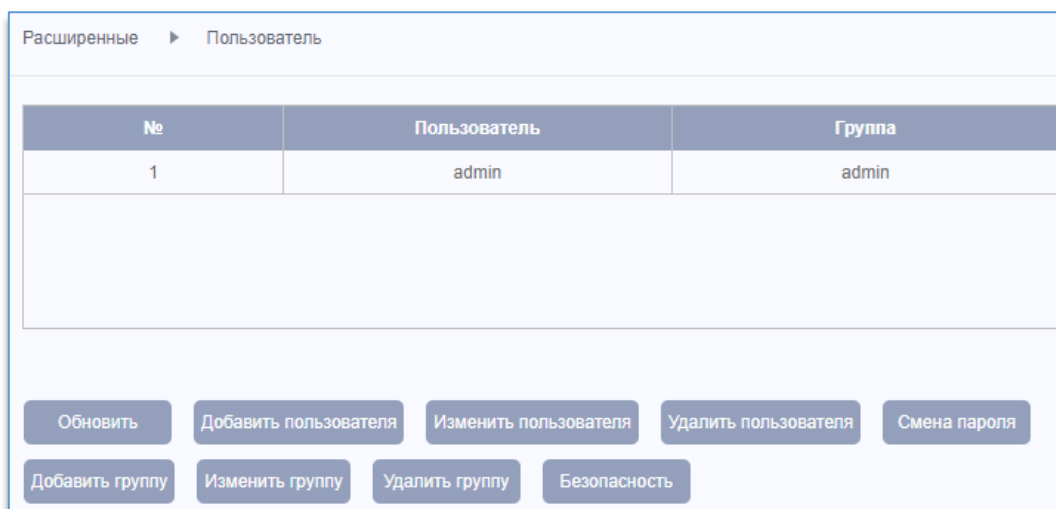 Расширенные ▶ Пользователь
№ Пользователь Группа
1 admin admin
Обновить Добавить пользователя Изменить пользователя Удалить пользователя Смена пароля
Добавить группу Изменить группу Удалить группу Безопасность